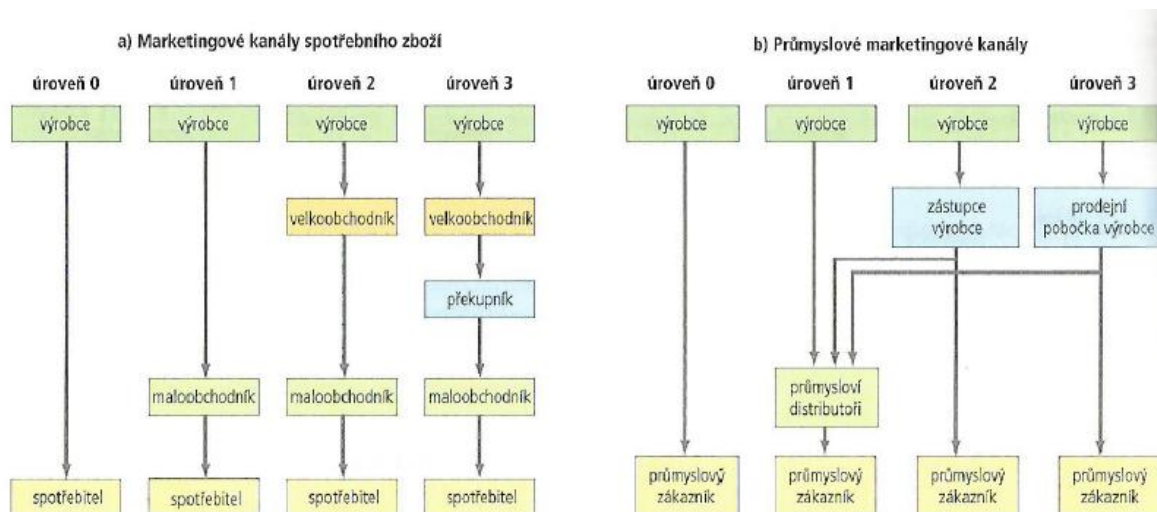 a) Marketingové kanály spotřebního zboží
úroveň 0
úroveň 1
úroveň 2
úroveň 3
výrobce
výrobce
výrobce
výrobce
velkoobchodník
velkoobchodník
překupník
maloobchodník
maloobchodník
maloobchodník
spotřebitel
spotřebitel
spotřebitel
spotřebitel
b) Průmyslové marketingové kanály
úroveň 0
úroveň 1
úroveň 2
úroveň 3
výrobce
výrobce
výrobce
výrobce
zástupce
výrobce
prodejní
pobočka výrobce
průmysloví
distributoři
průmyslový
zákazník
průmyslový
zákazník
průmyslový
zákazník
průmyslový
zákazník